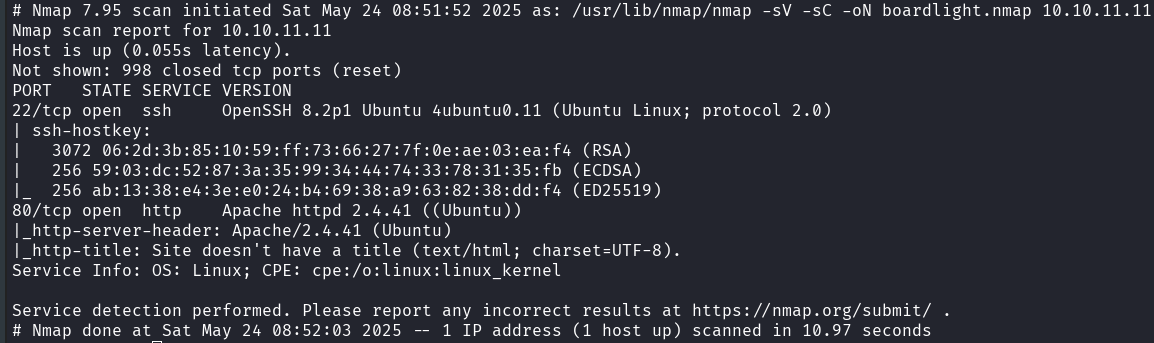 # Nmap 7.95 scan initiated Sat May 24 08:51:52 2025 as: /usr/lib/nmap/nmap -sV -sC -oN boardlight.nmap 10.10.11.11
Nmap scan report for 10.10.11.11
Host is up (0.055s latency).
Not shown: 998 closed tcp ports (reset)
PORT   STATE SERVICE VERSION
22/tcp open  ssh     OpenSSH 8.2p1 Ubuntu 4ubuntu0.11 (Ubuntu Linux; protocol 2.0)
| ssh-hostkey:
|   3072 06:2d:3b:85:10:59:ff:73:66:27:7f:0e:ae:03:ea:f4 (RSA)
|   256 59:03:dc:52:87:3a:35:99:34:44:74:33:78:31:35:fb (ECDSA)
|_  256 ab:13:38:e4:3e:e0:24:b4:69:38:a9:63:82:38:dd:f4 (ED25519)
80/tcp open  http    Apache httpd 2.4.41 ((Ubuntu))
|_http-server-header: Apache/2.4.41 (Ubuntu)
|_http-title: Site doesn't have a title (text/html; charset=UTF-8).
Service Info: OS: Linux; CPE: cpe:/o:linux:linux_kernel
Service detection performed. Please report any incorrect results at https://nmap.org/submit/ .
# Nmap done at Sat May 24 08:52:03 2025 -- 1 IP address (1 host up) scanned in 10.97 seconds